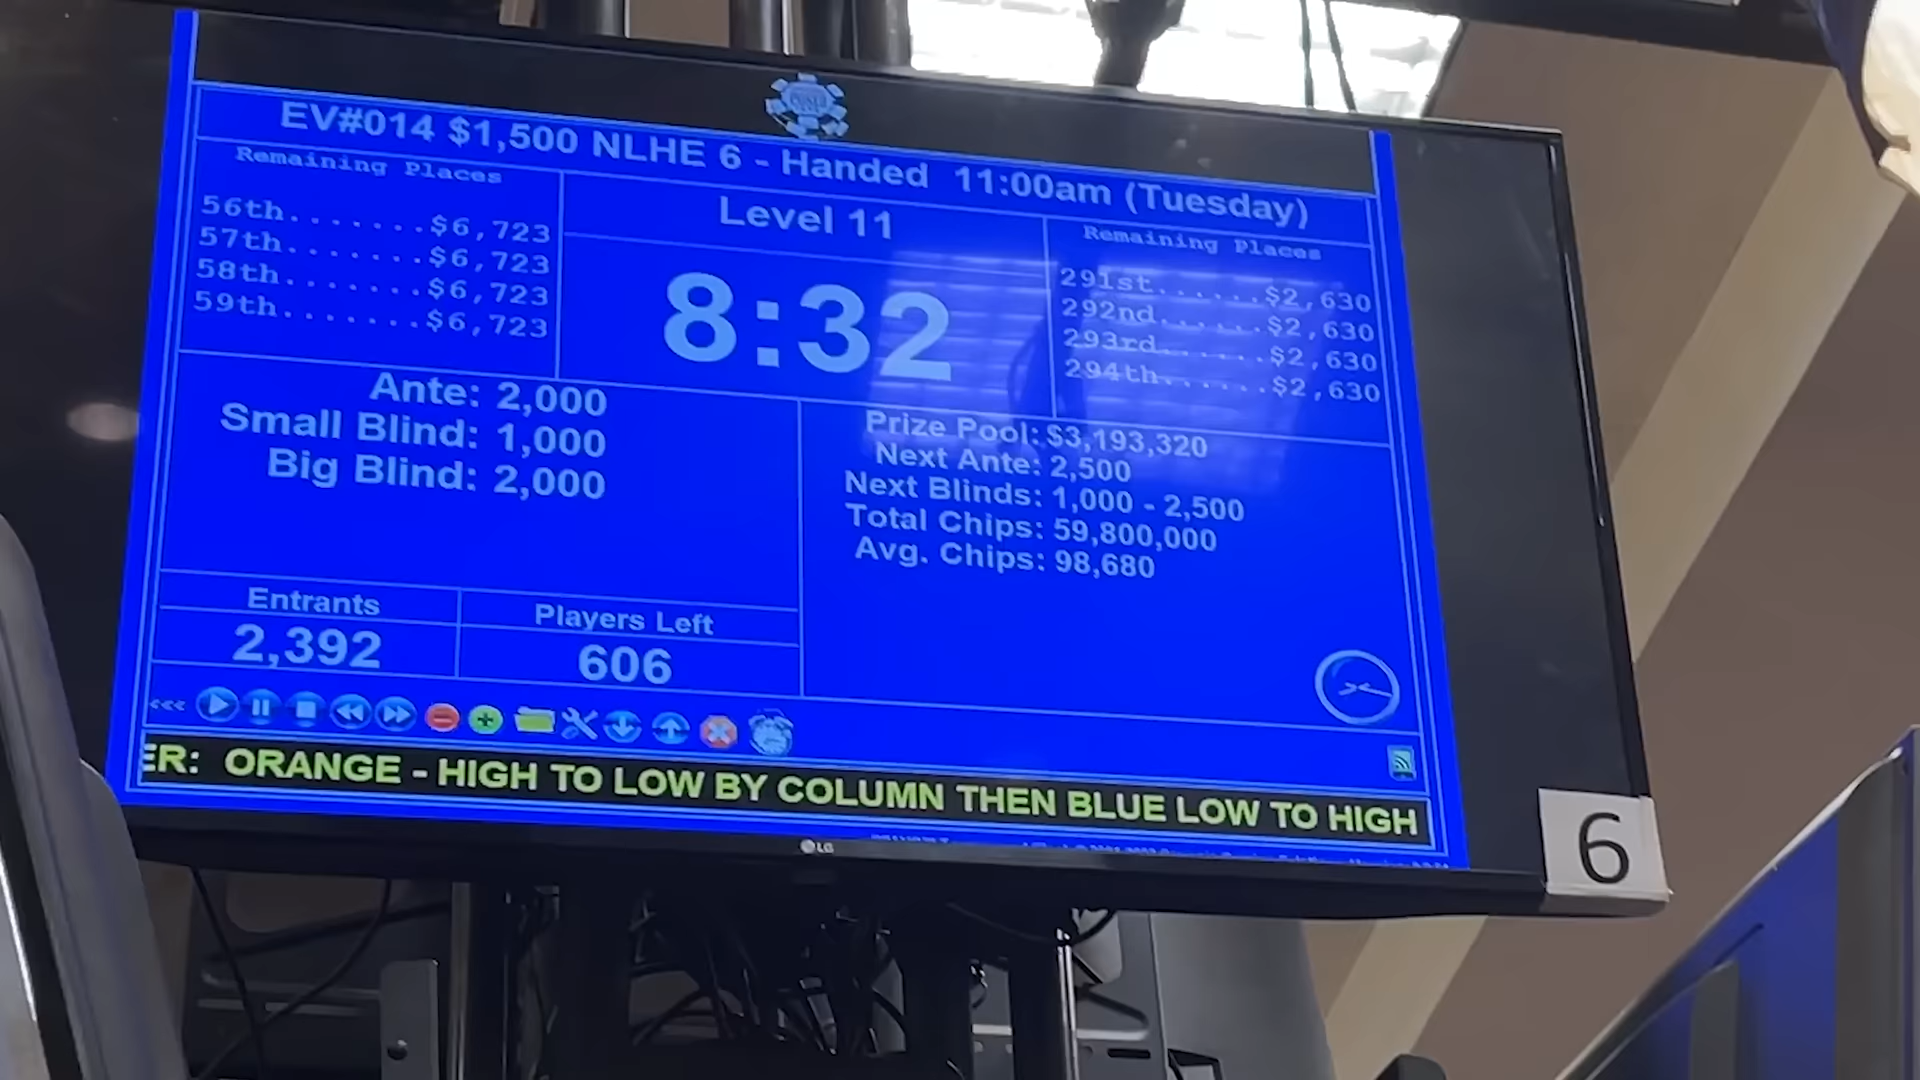 EV#014 $1,500 NLHE 6 - Handed 11:00am (Tuesday)
Remaining Places
56th.......$6,723
57th.......$6,723
58th.......$6,723
59th.......$6,723
Level 11
8:32
Remaining Places
291st......$2,630
292nd......$2,630
293rd......$2,630
294th......$2,630
Ante: 2,000
Small Blind: 1,000
Big Blind: 2,000
Prize Pool: $3,193,320
Next Ante: 2,500
Next Blinds: 1,000 - 2,500
Total Chips: 59,800,000
Avg. Chips: 98,680
Entrants
2,392
Players Left
606
<<<
ER: ORANGE - HIGH TO LOW BY COLUMN THEN BLUE LOW TO HIGH
LG
6